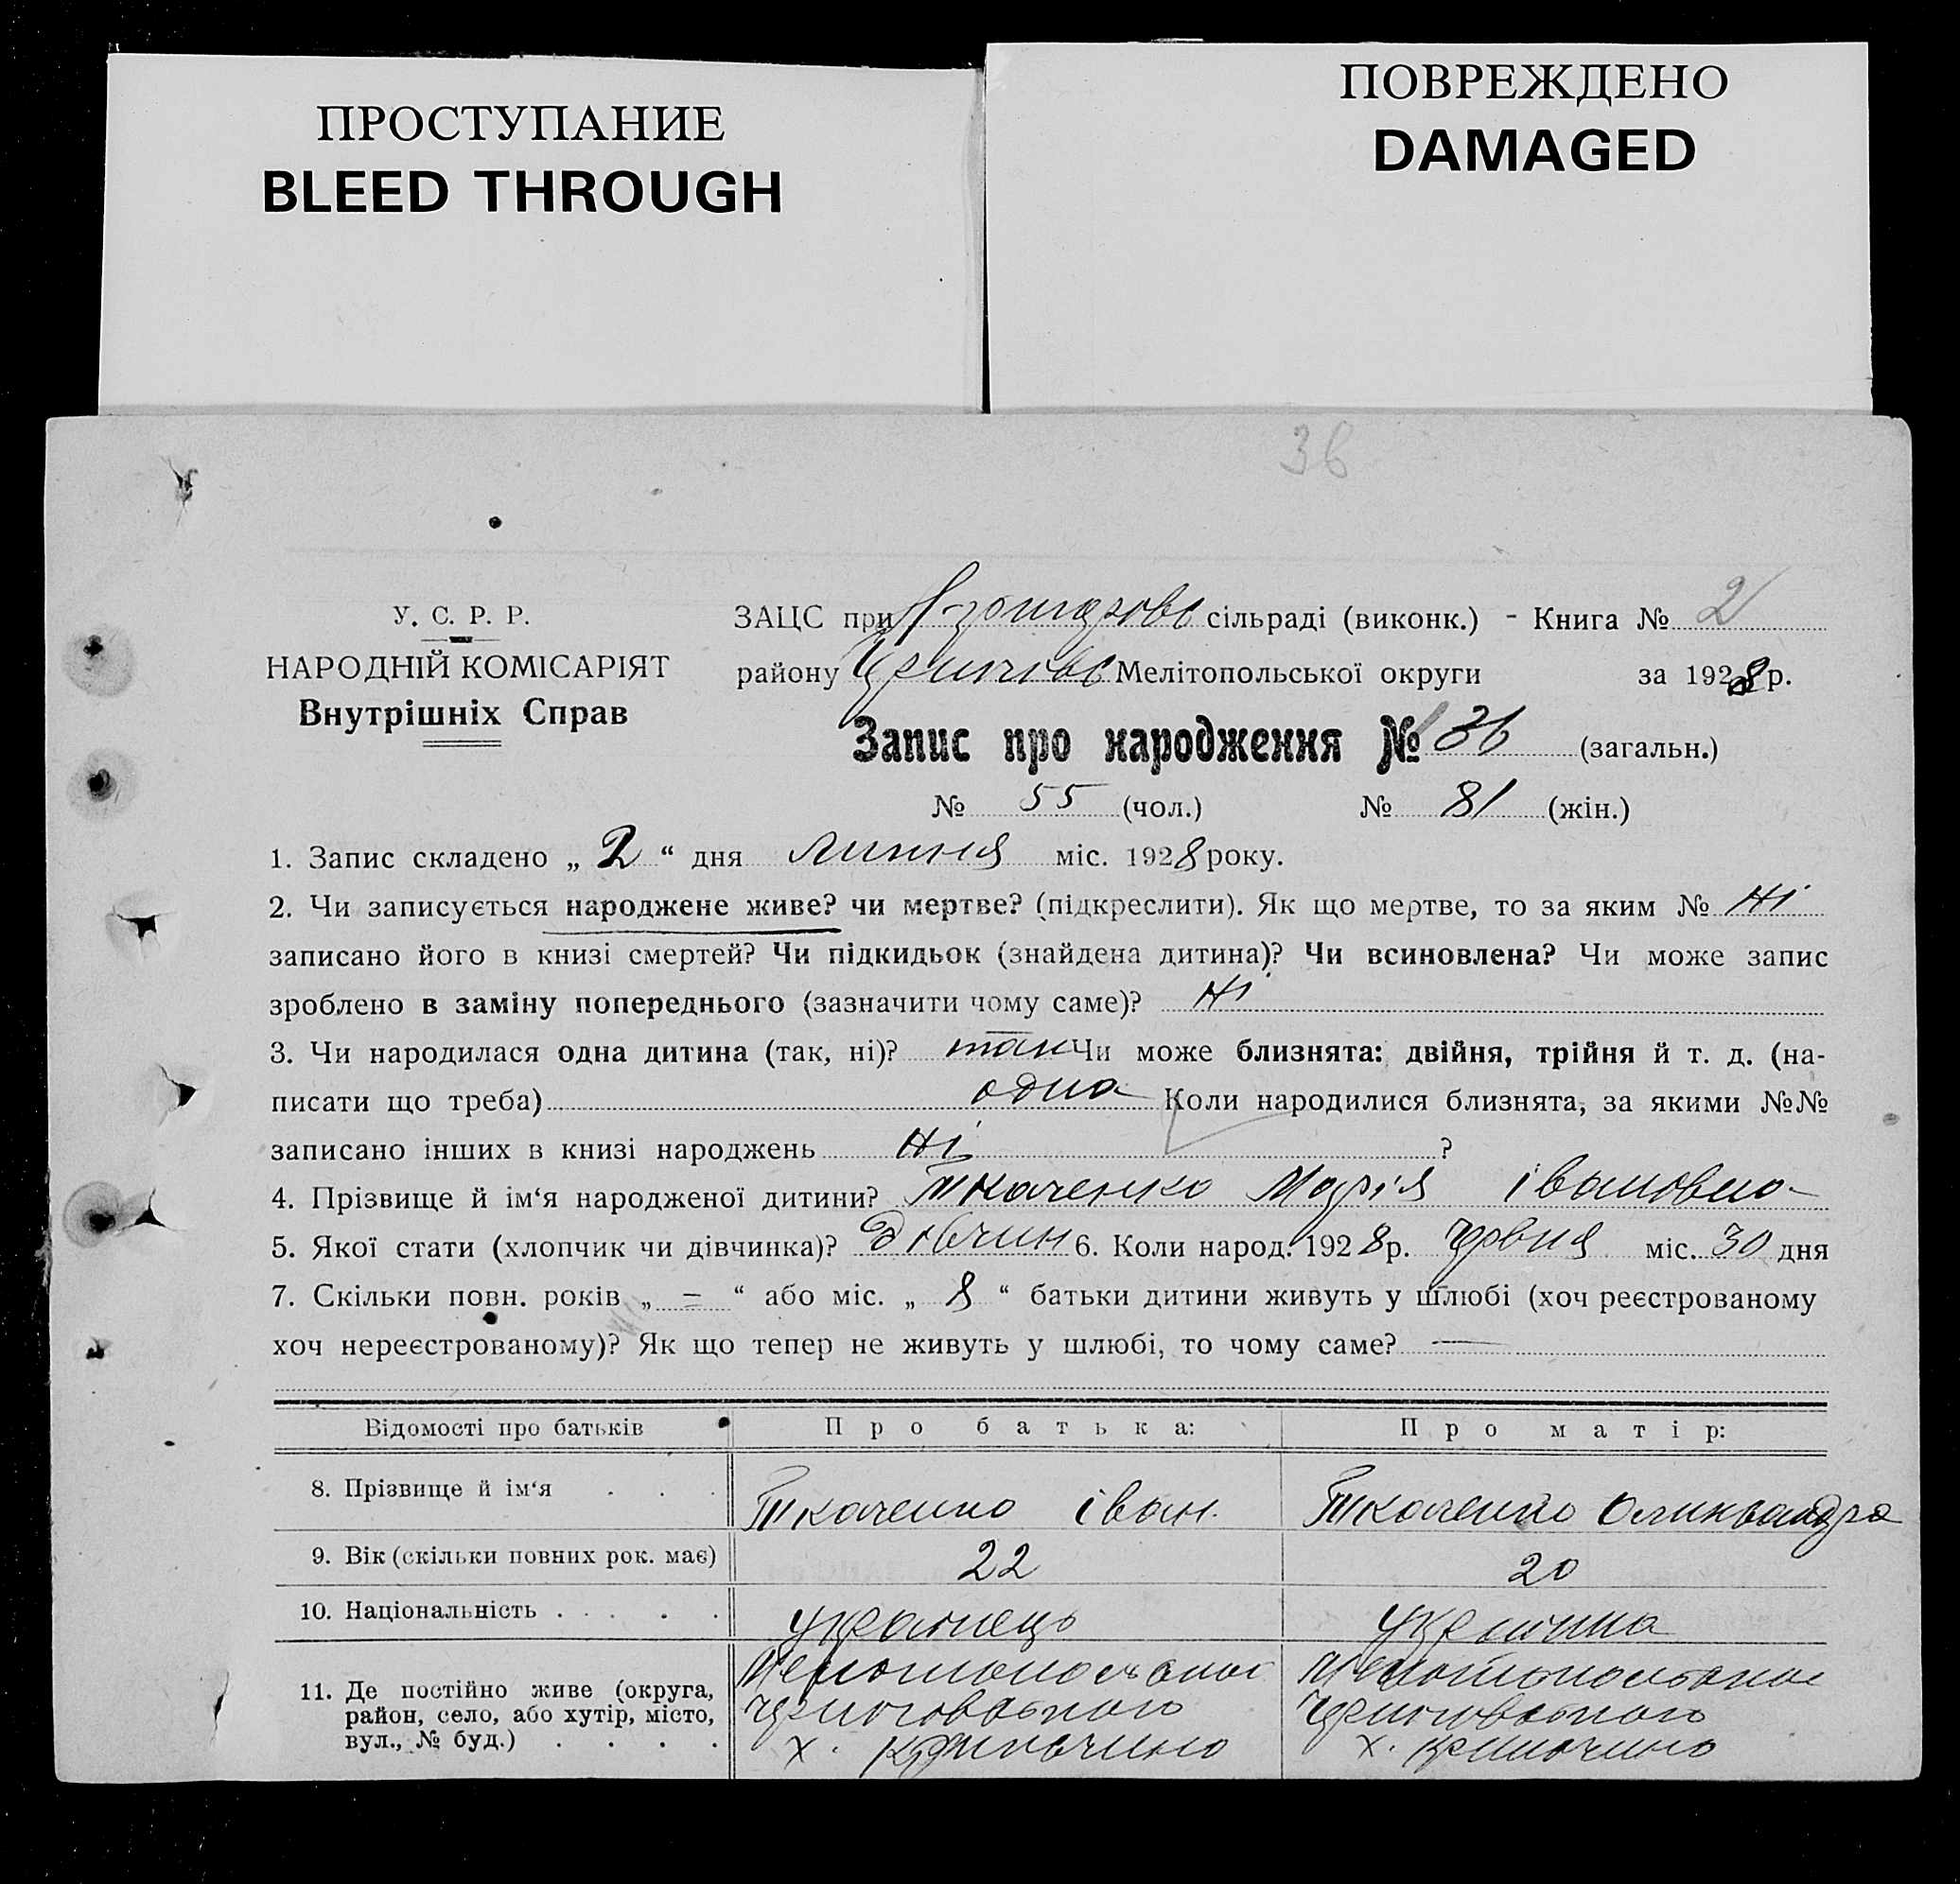 ПРОСТУПАНИЕ
BLEED THROUGH
ПОВРЕЖДЕНО
DAMAGED
36
У. С. Р. Р.
НАРОДНІЙ КОМІСАРІЯТ
Внутрішніх Справ
ЗАЦС при сільраді (виконк.) - Книга № 2
району Мелітопольської округи за 1928 р.
Запис про народження № 36 (загальн.)
№ 55 (чол.) № 81 (жін.)
1. Запис складено „ 2 “ дня липня міс. 1928 року.
2. Чи записується народжене живе? чи мертве? (підкреслити). Як що мертве, то за яким № Ні
записано його в книзі смертей? Чи підкидьок (знайдена дитина)? Чи всиновлена? Чи може запис
зроблено в заміну попереднього (зазначити чому саме)? Ні
3. Чи народилася одна дитина (так, ні)? так Чи може близнята: двійня, трійня й т. д. (на-
писати що треба) одна Коли народилися близнята, за якими №№
записано інших в книзі народжень Ні ?
4. Прізвище й ім‘я народженої дитини? Ткаченко Марія Івановна
5. Якої стати (хлопчик чи дівчинка)? Дівчин 6. Коли народ. 1928 р. Червня міс. 30 дня
7. Скільки повн. років „ = “ або міс. „ 8 “ батьки дитини живуть у шлюбі (хоч реєстрованому
хоч нереєстрованому)? Як що тепер не живуть у шлюбі, то чому саме? —
Відомості про батьків Про батька: Про матір:
8. Прізвище й ім‘я . . . Ткаченко Іван. Ткаченко Оликсандра
9. Вік (скільки повних рок. має) 22 20
10. Національність . . . . . українець українка
11. Де постійно живе (округа,
район, село, або хутір, місто,
вул., № буд.) . . . .
х. х.